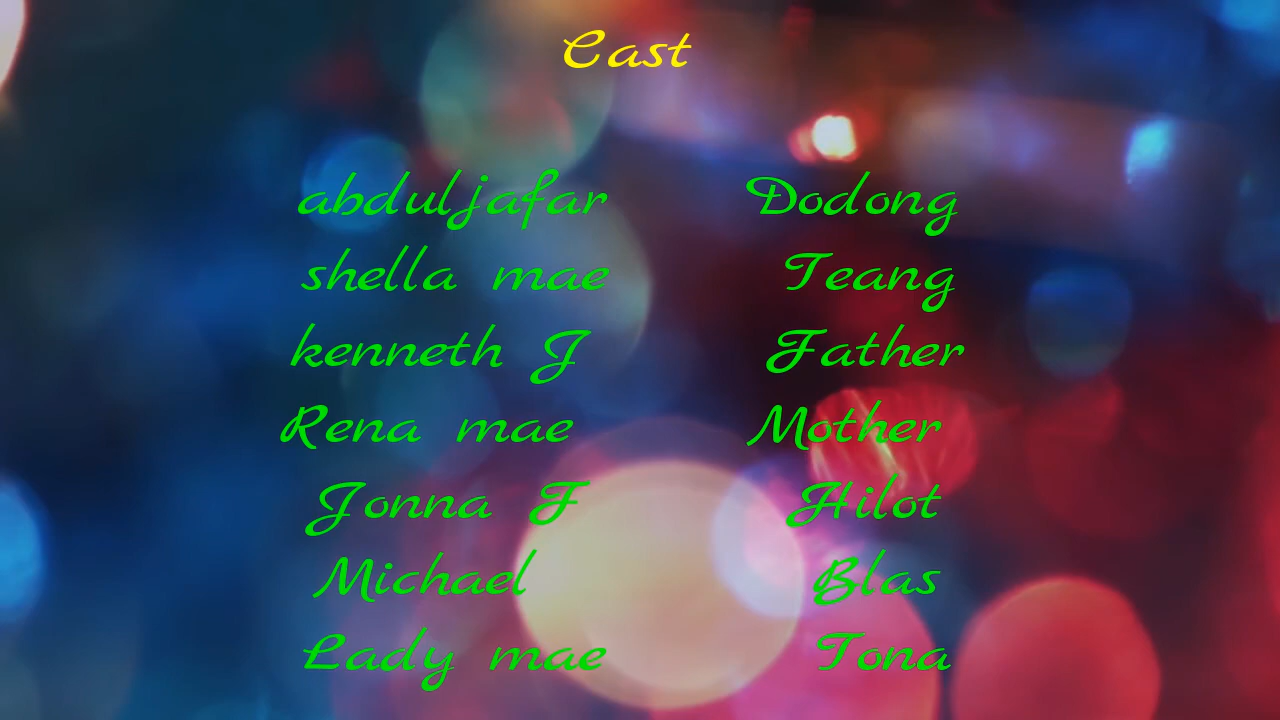 Cast
abduljafar Dodong
shella mae Teang
kenneth J Father
Rena mae Mother
Jonna F Hilot
Michael Blas
Lady mae Tona